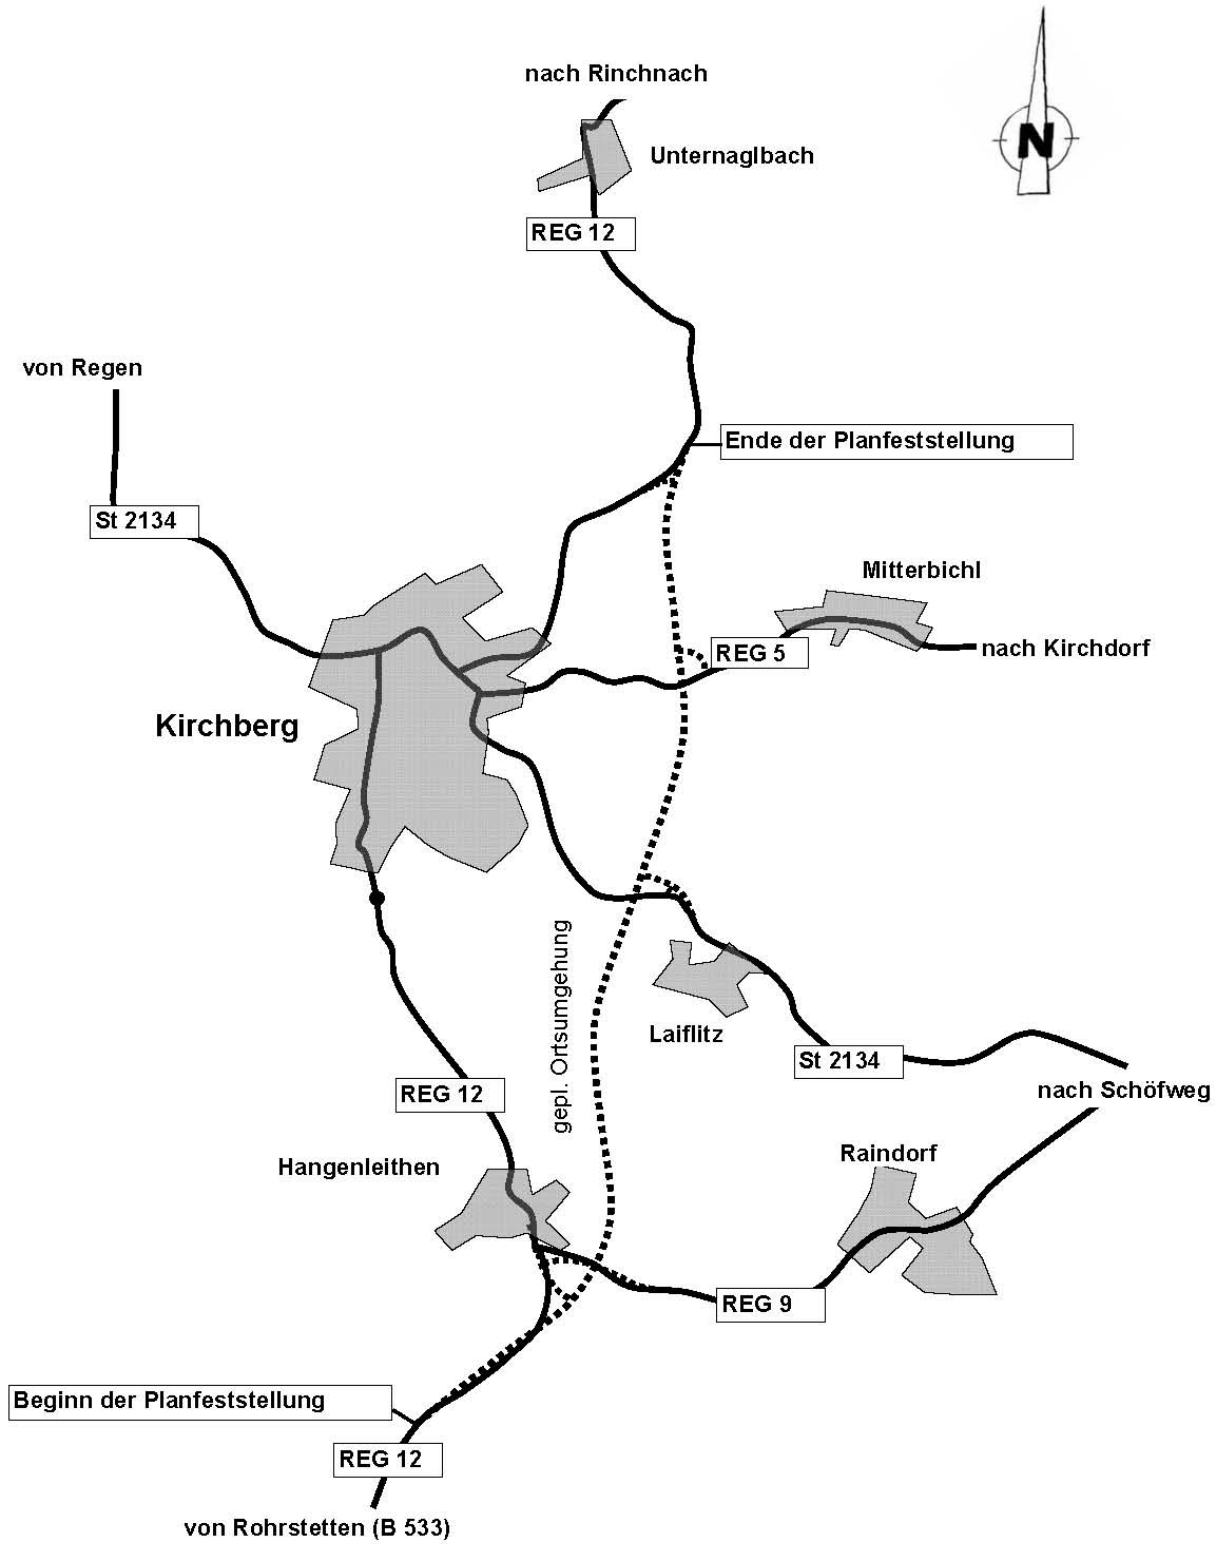 nach Rinchnach
N
Unternaglbach
REG 12
von Regen
Ende der Planfeststellung
St 2134
Mitterbichl
nach Kirchdorf
REG 5
Kirchberg
gepl. Ortsumgehung
Laiflitz
St 2134
REG 12
nach Schöfweg
Raindorf
Hangenleithen
REG 9
Beginn der Planfeststellung
REG 12
von Rohrstetten (B 533)